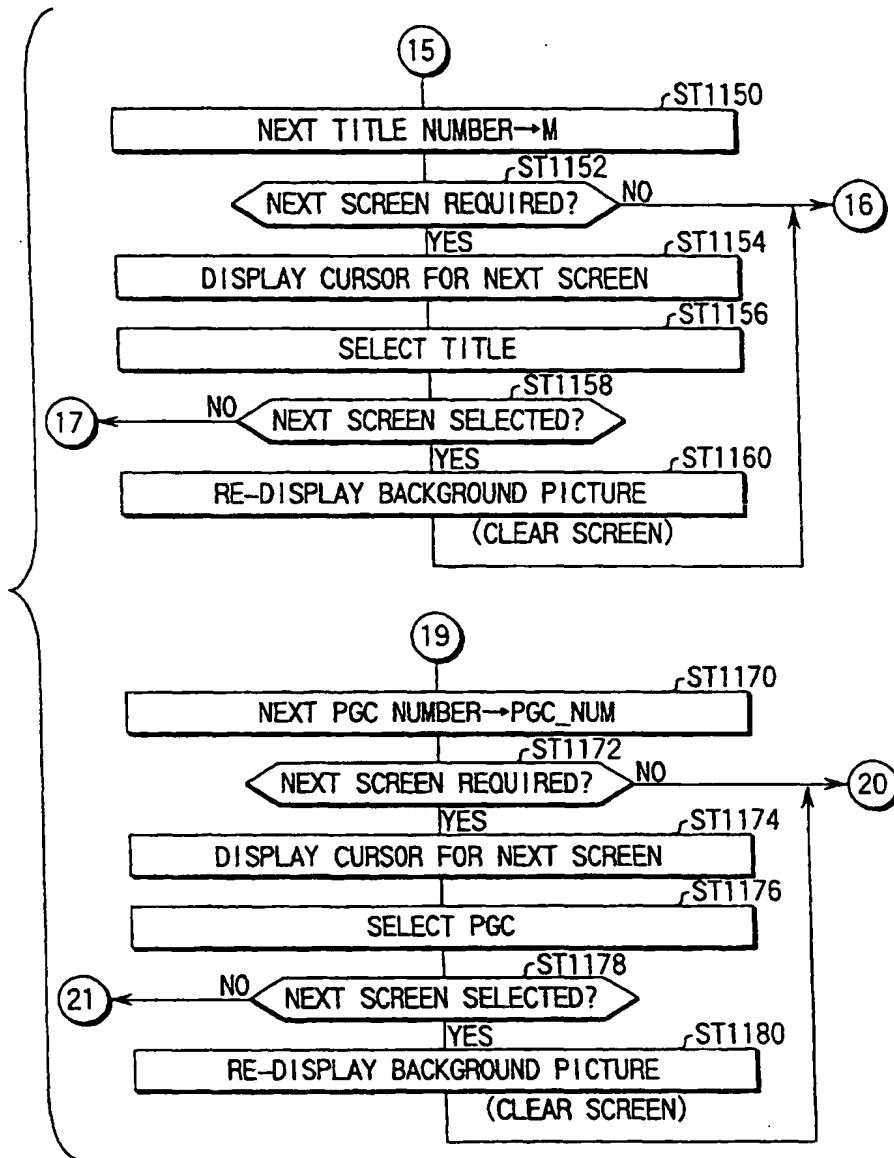 15
ST1150
NEXT TITLE NUMBER→M
ST1152
NEXT SCREEN REQUIRED?
NO
16
YES
ST1154
DISPLAY CURSOR FOR NEXT SCREEN
ST1156
SELECT TITLE
ST1158
17
NO
NEXT SCREEN SELECTED?
YES
ST1160
RE-DISPLAY BACKGROUND PICTURE
(CLEAR SCREEN)
19
ST1170
NEXT PGC NUMBER→PGC_NUM
ST1172
NEXT SCREEN REQUIRED?
NO
20
YES
ST1174
DISPLAY CURSOR FOR NEXT SCREEN
ST1176
SELECT PGC
ST1178
21
NO
NEXT SCREEN SELECTED?
YES
ST1180
RE-DISPLAY BACKGROUND PICTURE
(CLEAR SCREEN)